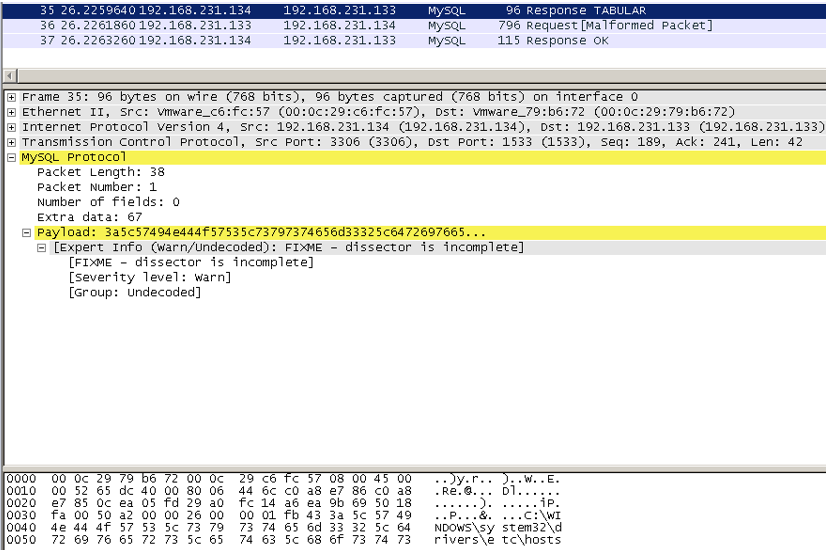 35 26.2259640 192.168.231.134 192.168.231.133 MySQL 96 Response TABULAR
36 26.2261860 192.168.231.133 192.168.231.134 MySQL 796 Request[Malformed Packet]
37 26.2263260 192.168.231.134 192.168.231.133 MySQL 115 Response OK
Frame 35: 96 bytes on wire (768 bits), 96 bytes captured (768 bits) on interface 0
Ethernet II, Src: Vmware_c6:fc:57 (00:0c:29:c6:fc:57), Dst: Vmware_79:b6:72 (00:0c:29:79:b6:72)
Internet Protocol Version 4, Src: 192.168.231.134 (192.168.231.134), Dst: 192.168.231.133 (192.168.231.133)
Transmission Control Protocol, Src Port: 3306 (3306), Dst Port: 1533 (1533), Seq: 189, Ack: 241, Len: 42
MySQL Protocol
Packet Length: 38
Packet Number: 1
Number of fields: 0
Extra data: 67
Payload: 3a5c57494e444f57535c73797374656d33325c6472697665...
[Expert Info (Warn/Undecoded): FIXME - dissector is incomplete]
[FIXME - dissector is incomplete]
[Severity level: Warn]
[Group: Undecoded]
0000 00 0c 29 79 b6 72 00 0c 29 c6 fc 57 08 00 45 00 ..)y.r.. )..W..E.
0010 00 52 65 dc 40 00 80 06 44 6c c0 a8 e7 86 c0 a8 .Re.@... Dl......
0020 e7 85 0c ea 05 fd 29 a0 fc 14 a6 ea 9b 69 50 18 ......). .....iP.
0030 fa 00 50 a2 00 00 26 00 00 01 fb 43 3a 5c 57 49 ..P...&. ...C:\WI
0040 4e 44 4f 57 53 5c 73 79 73 74 65 6d 33 32 5c 64 NDOWS\sy stem32\d
0050 72 69 76 65 72 73 5c 65 74 63 5c 68 6f 73 74 73 rivers\e tc\hosts